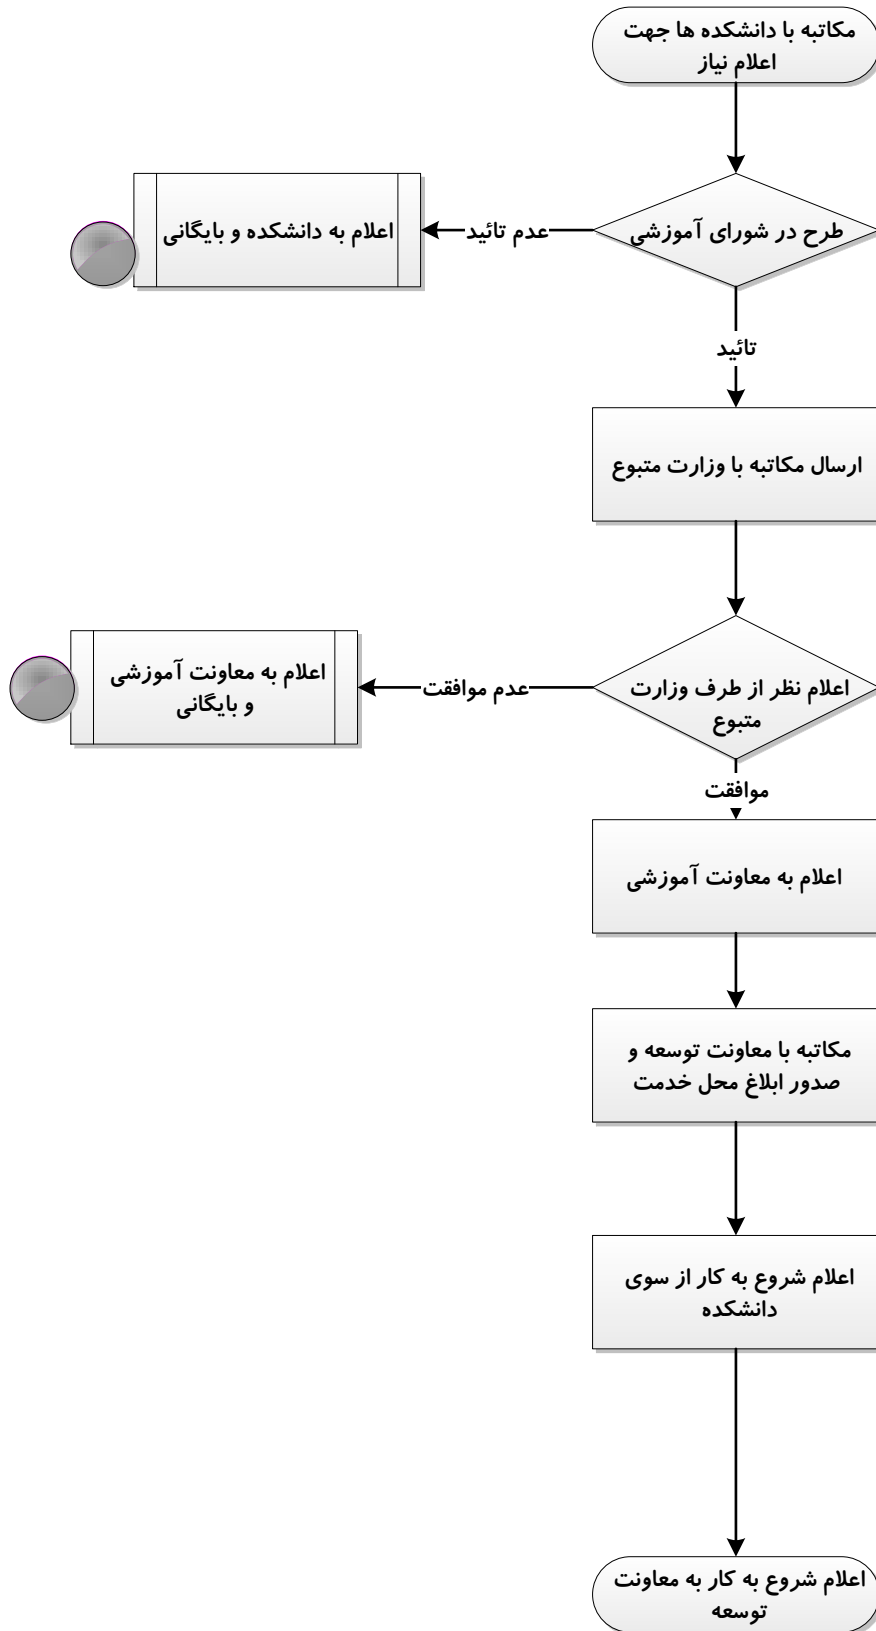 مکاتبه با دانشکده ها جهت
اعلام نیاز
طرح در شورای آموزشی
عدم تائید
اعلام به دانشکده و بایگانی
تائید
ارسال مکاتبه با وزارت متبوع
اعلام نظر از طرف وزارت
متبوع
عدم موافقت
اعلام به معاونت آموزشی
و بایگانی
موافقت
اعلام به معاونت آموزشی
مکاتبه با معاونت توسعه و
صدور ابلاغ محل خدمت
اعلام شروع به کار از سوی
دانشکده
اعلام شروع به کار به معاونت
توسعه